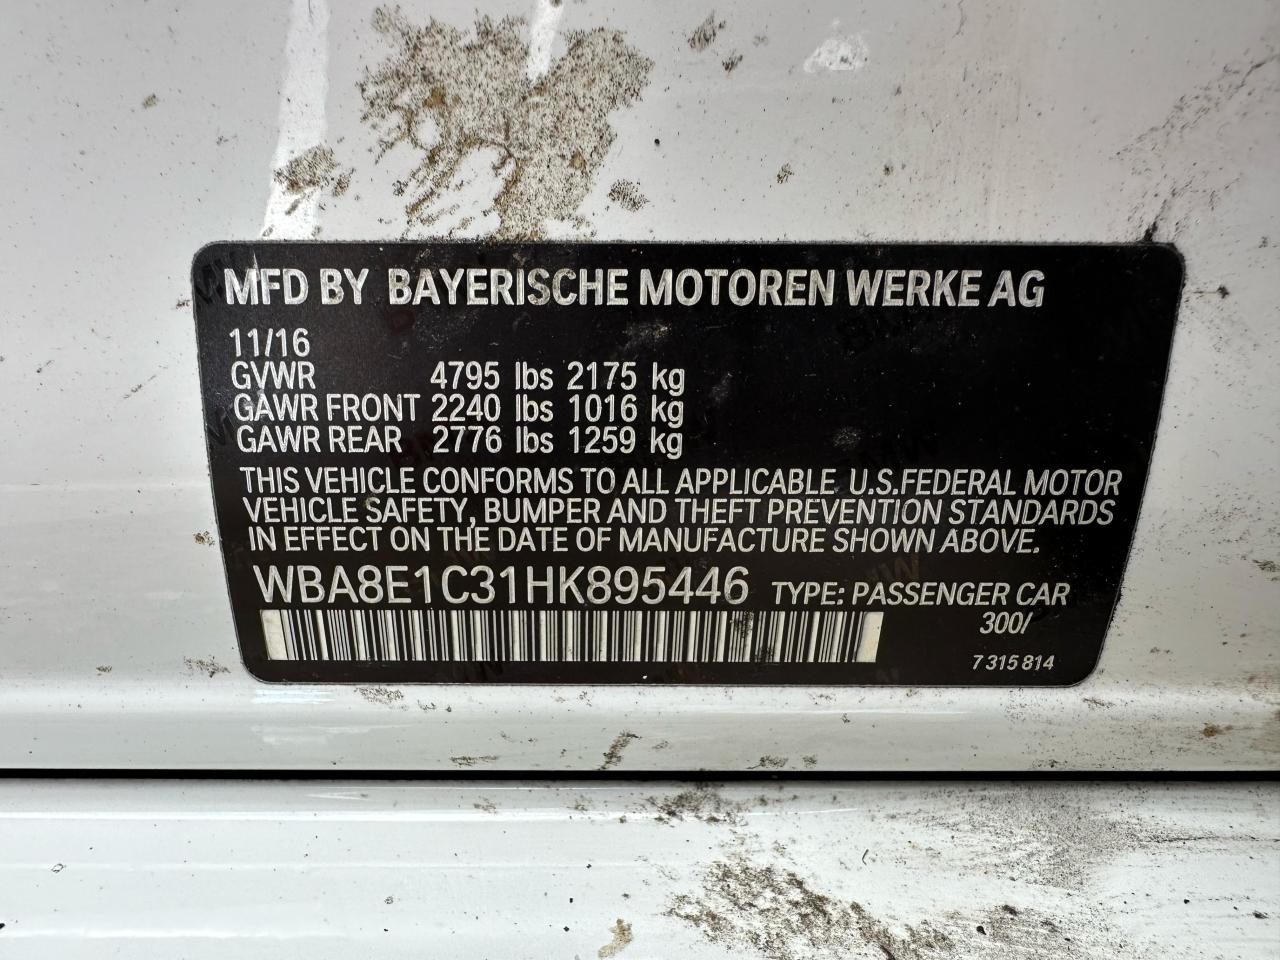 MFD BY BAYERISCHE MOTOREN WERKE AG
11/16
GVWR 4795 lbs 2175 kg
GAWR FRONT 2240 lbs 1016 kg
GAWR REAR 2776 lbs 1259 kg
THIS VEHICLE CONFORMS TO ALL APPLICABLE U.S.FEDERAL MOTOR
VEHICLE SAFETY, BUMPER AND THEFT PREVENTION STANDARDS
IN EFFECT ON THE DATE OF MANUFACTURE SHOWN ABOVE.
WBA8E1C31HK895446 TYPE: PASSENGER CAR
300/
7 315 814